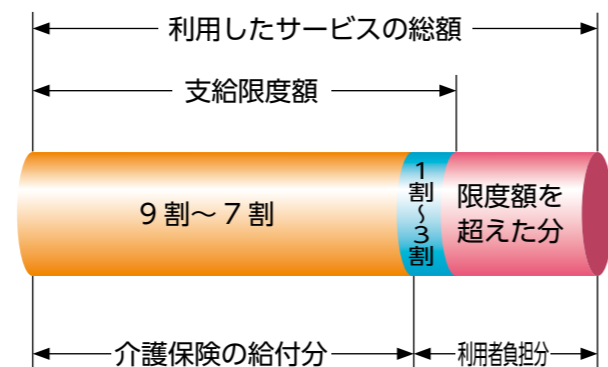 利用したサービスの総額
支給限度額
9割～7割
1割～3割
限度額を
超えた分
介護保険の給付分
利用者負担分